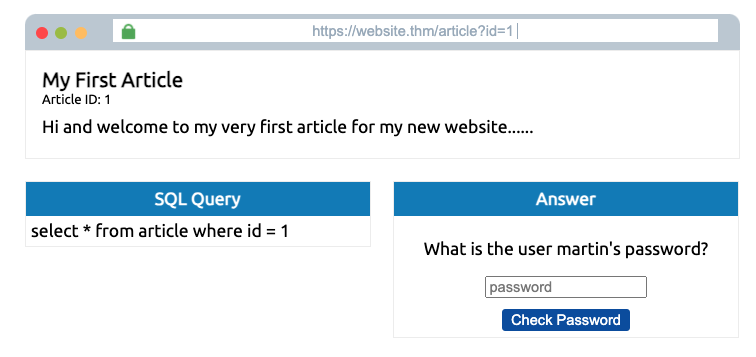 https://website.thm/article?id=1
My First Article
Article ID: 1
Hi and welcome to my very first article for my new website......
SQL Query
select * from article where id = 1
Answer
What is the user martin's password?
password
Check Password